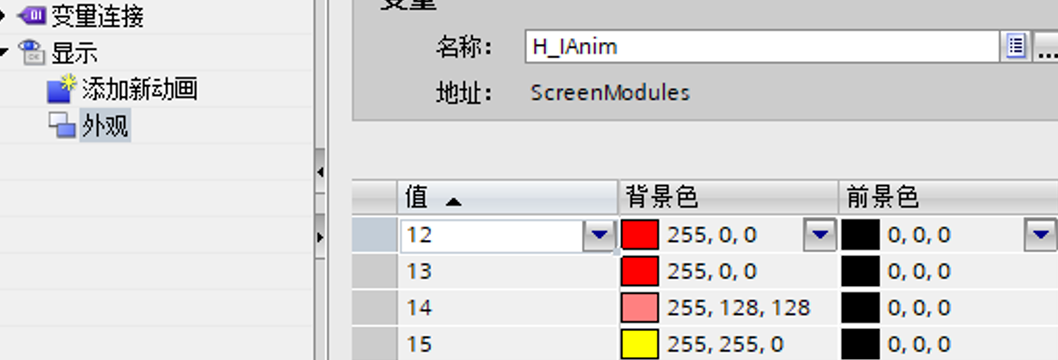 变量连接
显示
添加新动画
外观
变量
名称: H_IAnim ...
地址: ScreenModules
值 背景色 前景色
12 255, 0, 0 0, 0, 0
13 255, 0, 0 0, 0, 0
14 255, 128, 128 0, 0, 0
15 255, 255, 0 0, 0, 0